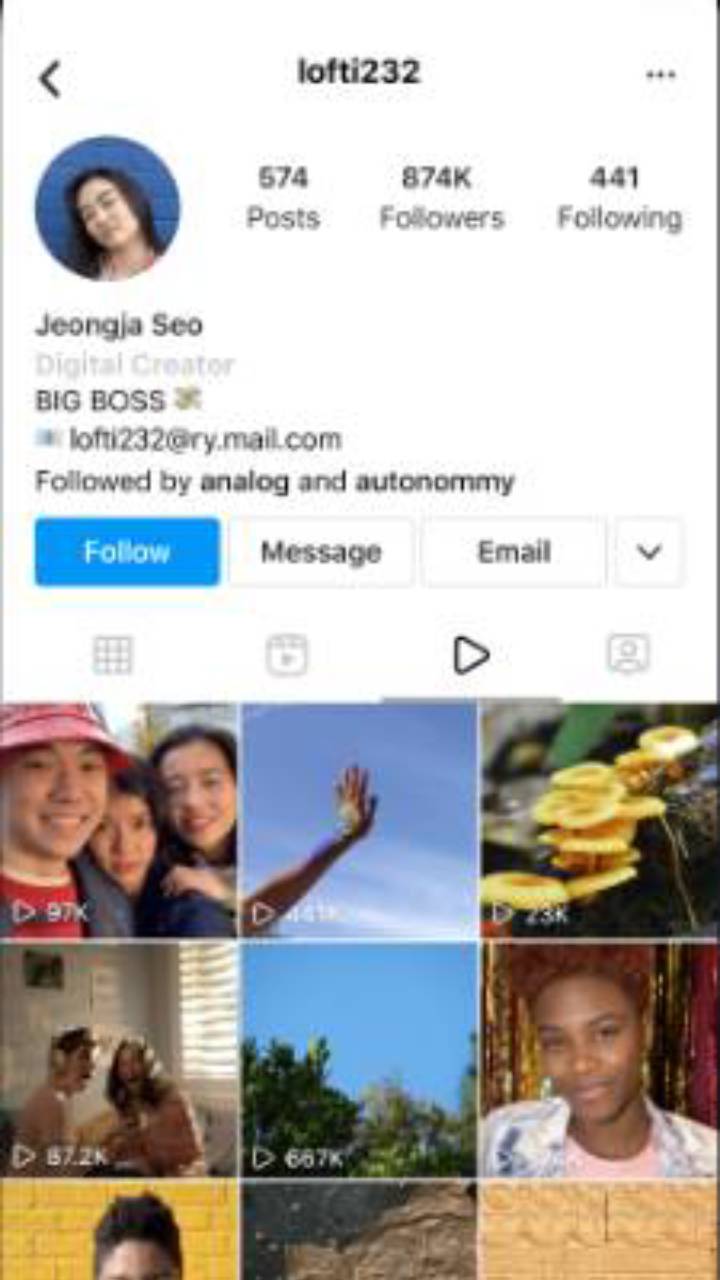 lofti232
574 874K 441
Posts Followers Following
Jeongja Seo
Digital Creator
BIG BOSS
lofti232@ry.mail.com
Followed by analog and autonommy
Follow Message Email
97K 23K
87.2K 667K